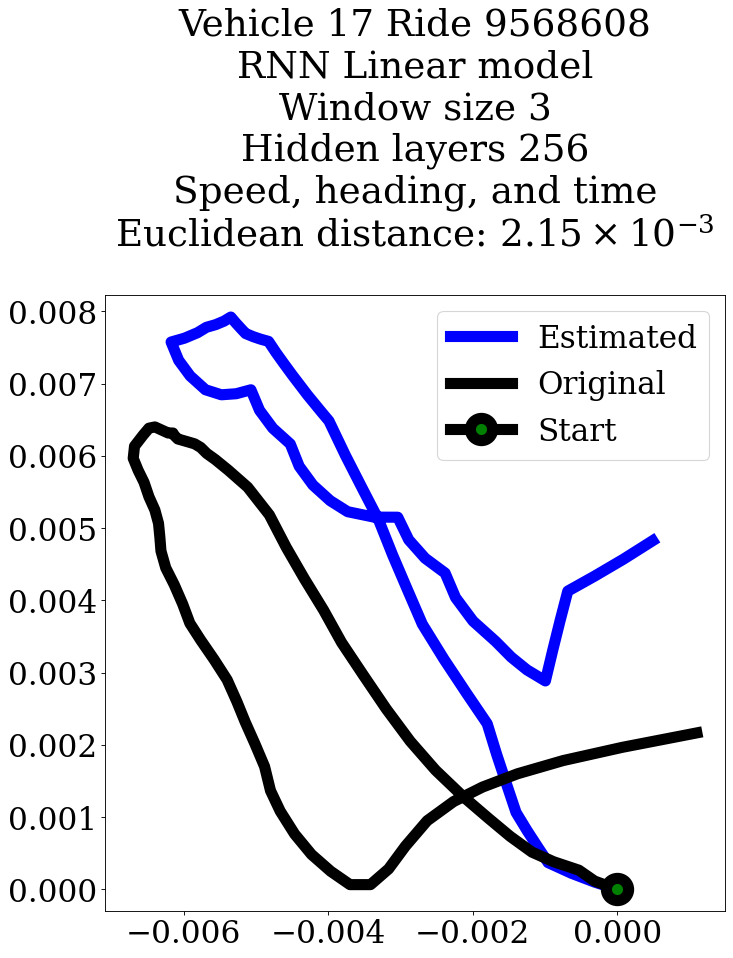 Vehicle 17 Ride 9568608
RNN Linear model
Window size 3
Hidden layers 256
Speed, heading, and time
Euclidean distance: 2.15 × 10⁻³
Estimated
Original
Start
0.008
0.007
0.006
0.005
0.004
0.003
0.002
0.001
0.000
−0.006 −0.004 −0.002 0.000